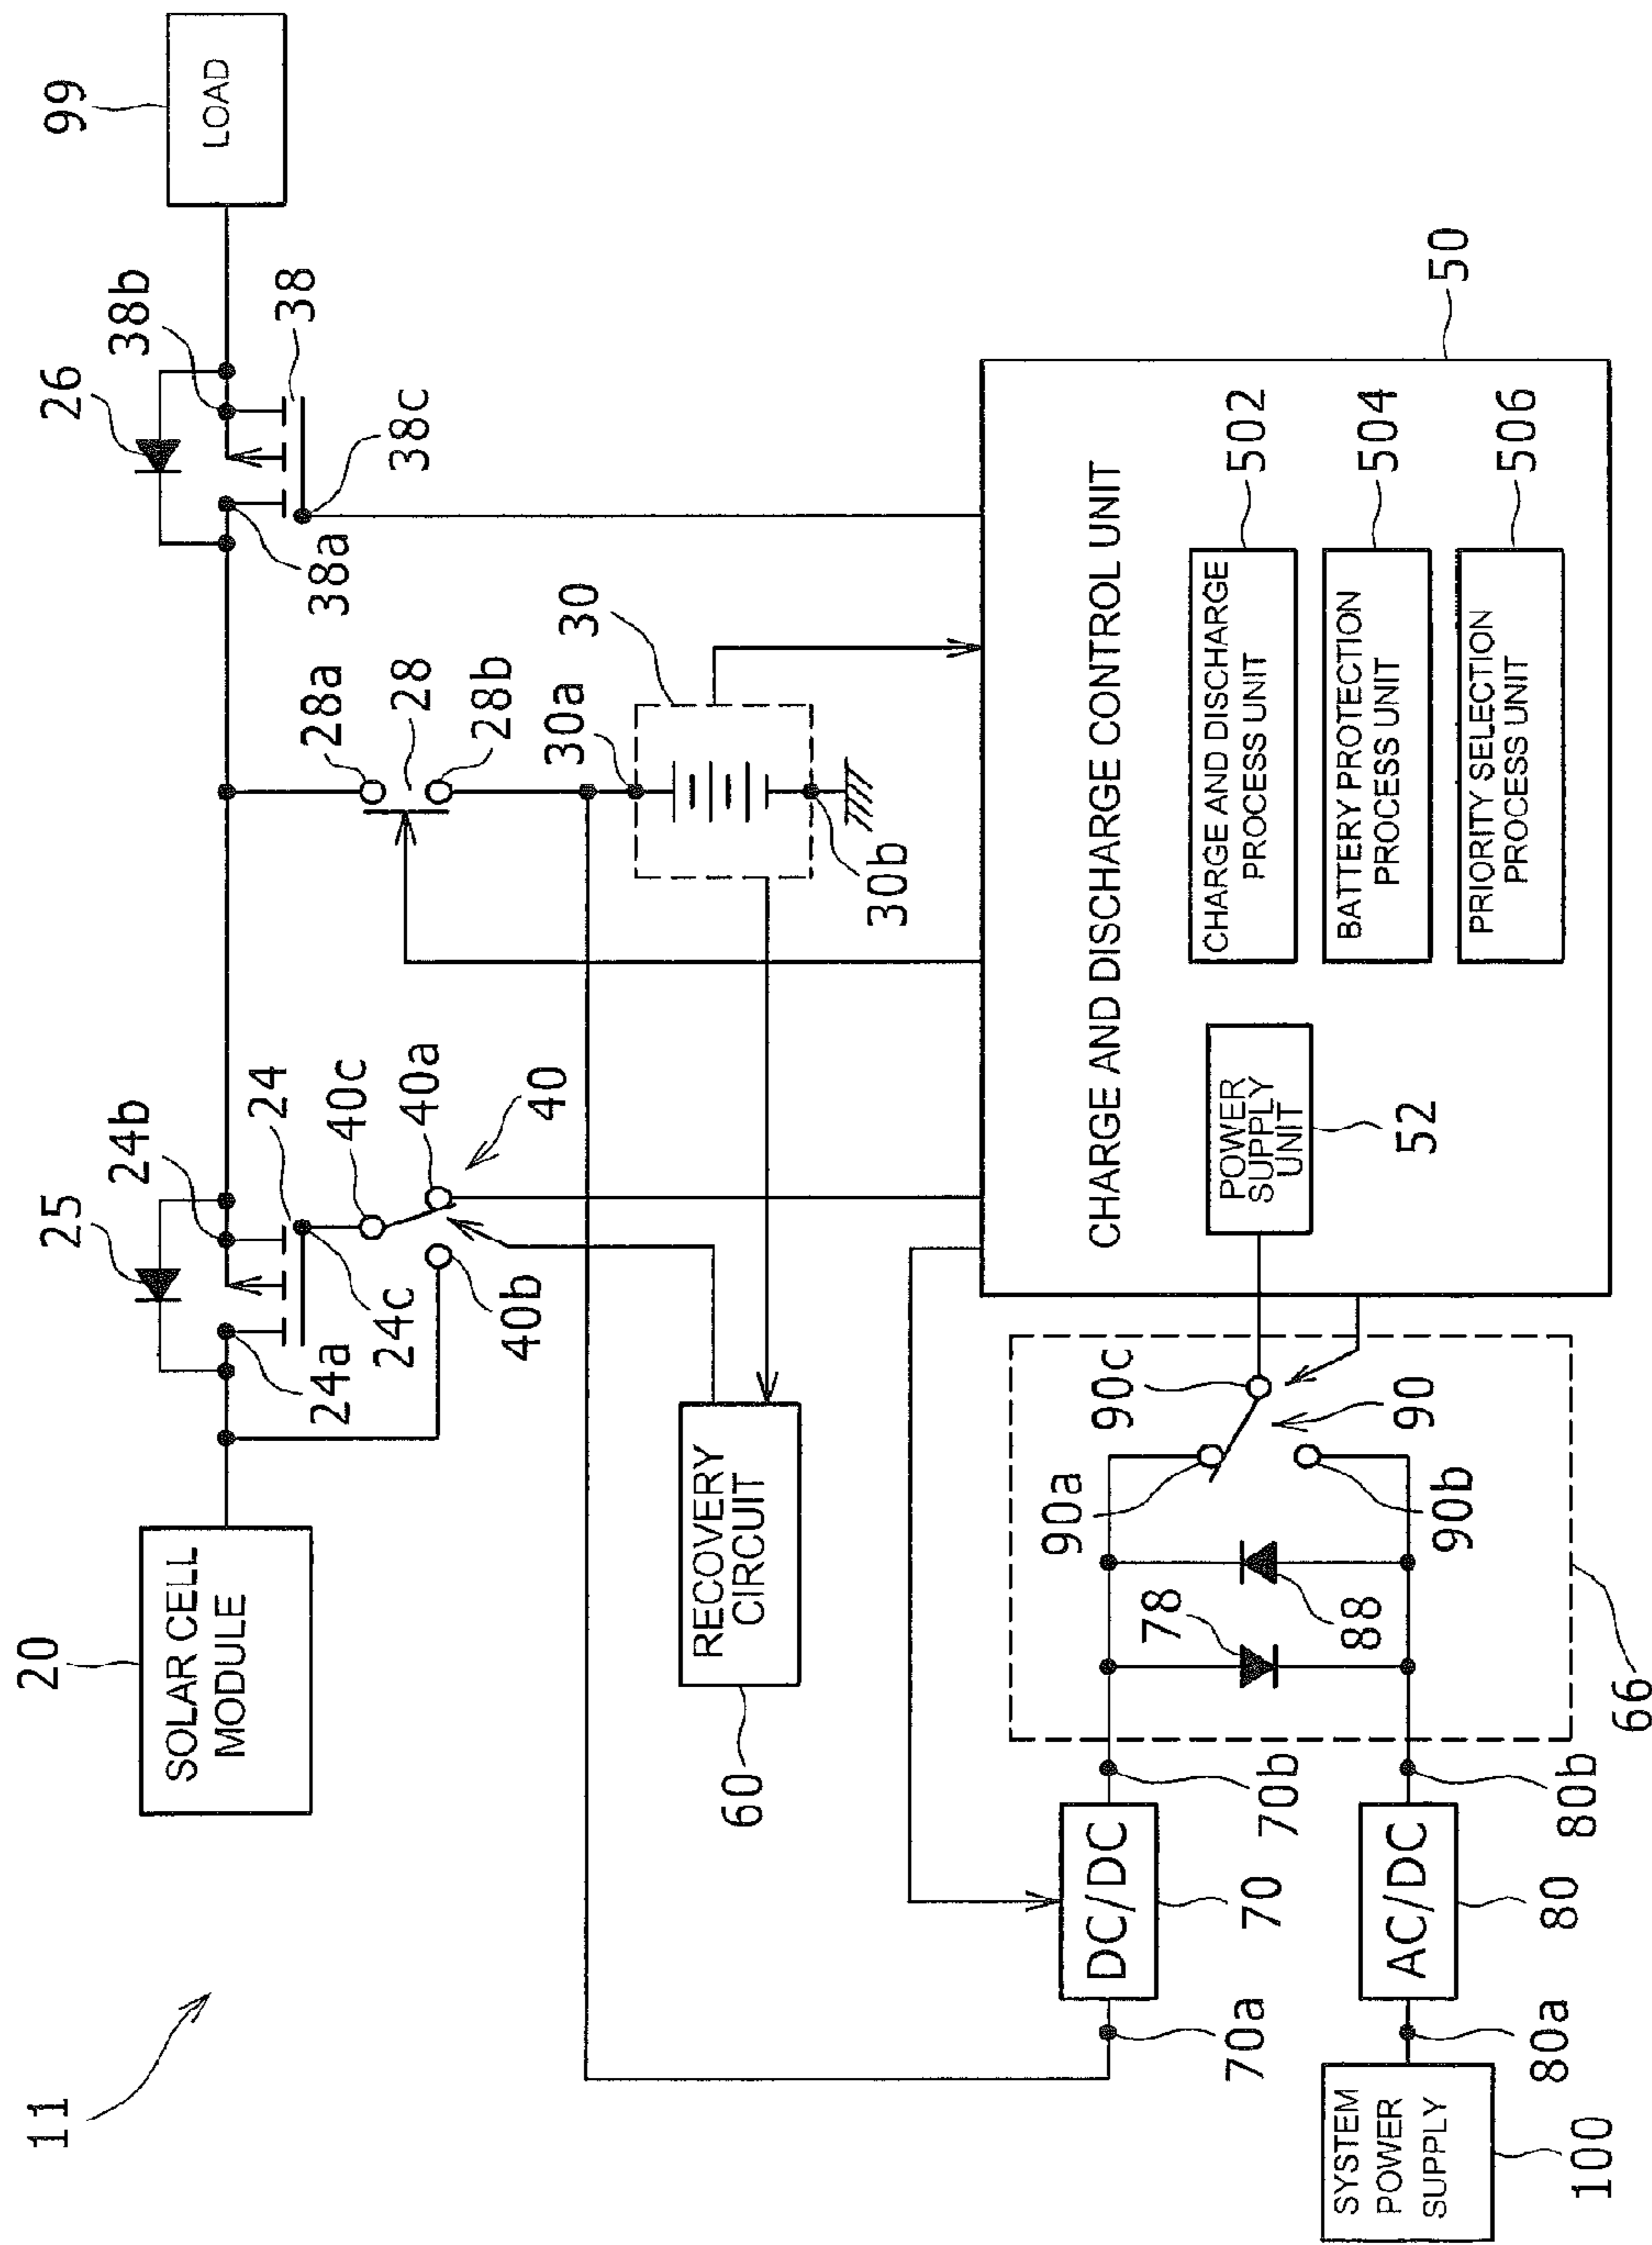 11
20
SOLAR CELL
MODULE
25
24b
24
24a
24c
40c
40a
40
40b
26
38b
38
38a
38c
99
LOAD
28a
28
28b
30
30a
30b
60
RECOVERY
CIRCUIT
50
CHARGE AND DISCHARGE CONTROL UNIT
CHARGE AND DISCHARGE
PROCESS UNIT
502
BATTERY PROTECTION
PROCESS UNIT
504
PRIORITY SELECTION
PROCESS UNIT
506
POWER
SUPPLY
UNIT
52
90c
90
90a
90b
78
88
66
70a
DC/DC
70
70b
80a
AC/DC
80
80b
SYSTEM
POWER
SUPPLY
100